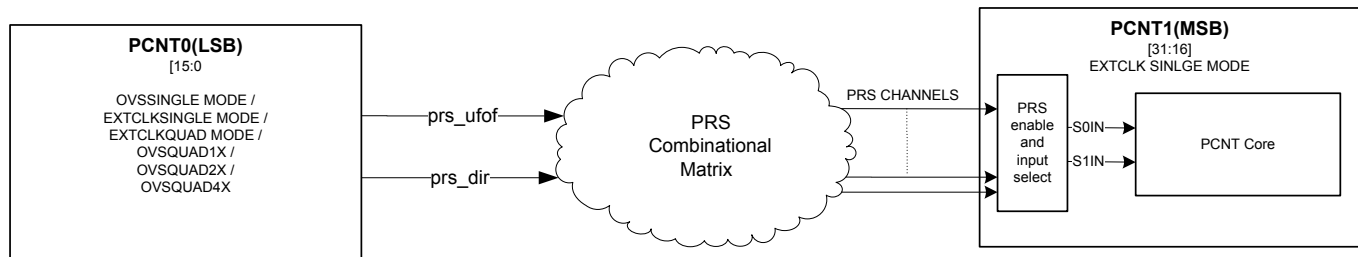 PCNT0(LSB)
[15:0
OVSSINGLE MODE /
EXTCLKSINGLE MODE /
EXTCLKQUAD MODE /
OVSQUAD1X /
OVSQUAD2X /
OVSQUAD4X
prs_ufof
prs_dir
PRS
Combinational
Matrix
PRS CHANNELS
PCNT1(MSB)
[31:16]
EXTCLK SINLGE MODE
PRS
enable
and
input
select
S0IN
S1IN
PCNT Core